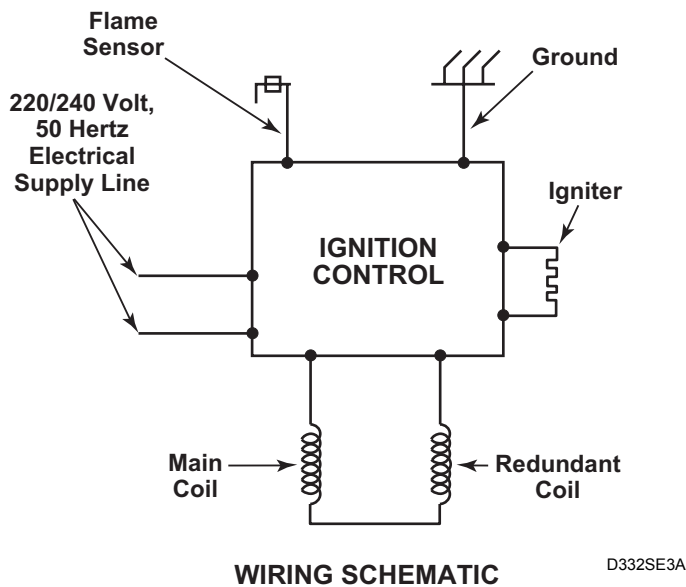 Flame
Sensor
Ground
220/240 Volt,
50 Hertz
Electrical
Supply Line
Igniter
IGNITION
CONTROL
Main
Coil
Redundant
Coil
WIRING SCHEMATIC
D332SE3A